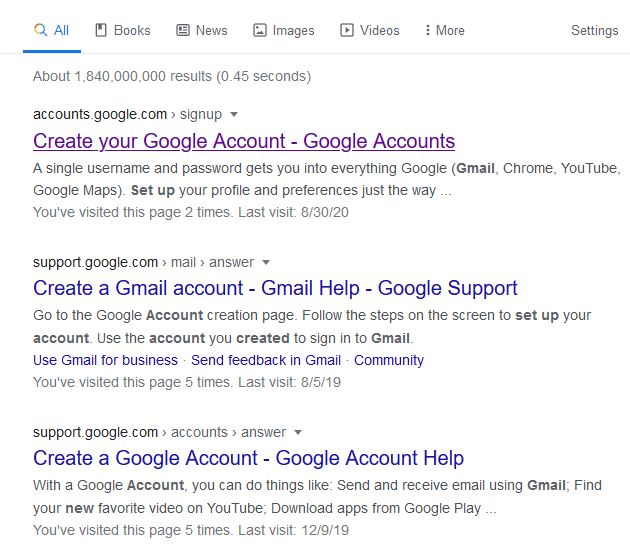 All Books News Images Videos More Settings
About 1,840,000,000 results (0.45 seconds)
accounts.google.com › signup
Create your Google Account - Google Accounts
A single username and password gets you into everything Google (Gmail, Chrome, YouTube,
Google Maps). Set up your profile and preferences just the way ...
You've visited this page 2 times. Last visit: 8/30/20
support.google.com › mail › answer
Create a Gmail account - Gmail Help - Google Support
Go to the Google Account creation page. Follow the steps on the screen to set up your
account. Use the account you created to sign in to Gmail.
Use Gmail for business · Send feedback in Gmail · Community
You've visited this page 5 times. Last visit: 8/5/19
support.google.com › accounts › answer
Create a Google Account - Google Account Help
With a Google Account, you can do things like: Send and receive email using Gmail; Find
your new favorite video on YouTube; Download apps from Google Play ...
You've visited this page 5 times. Last visit: 12/9/19